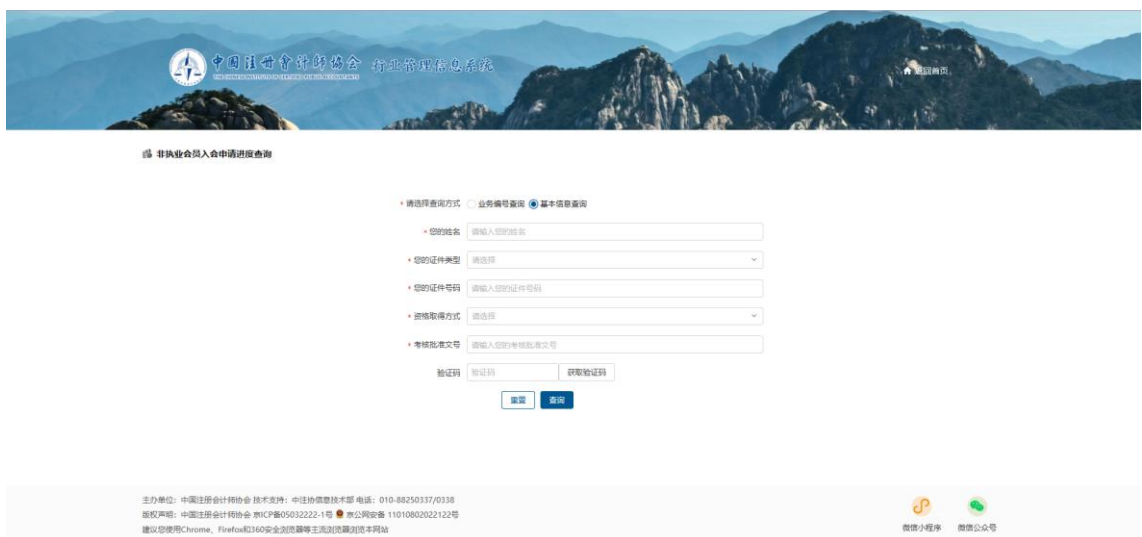 中国注册会计师协会 行业管理信息系统
THE CHINESE INSTITUTE OF CERTIFIED PUBLIC ACCOUNTANTS
返回首页
非执业会员入会申请进度查询
* 请选择查询方式 业务编号查询 基本信息查询
* 您的姓名 请输入您的姓名
* 您的证件类型 请选择
* 您的证件号码 请输入您的证件号码
* 资格取得方式 请选择
* 考核批准文号 请输入您的考核批准文号
验证码 验证码 获取验证码
重置 查询
主办单位：中国注册会计师协会 技术支持：中注协信息技术部 电话：010-88250337/0338
版权声明：中国注册会计师协会 京ICP备05032222-1号 京公网安备 11010802022122号
建议您使用Chrome、Firefox和360安全浏览器等主流浏览器浏览本网站
微信小程序 微信公众号